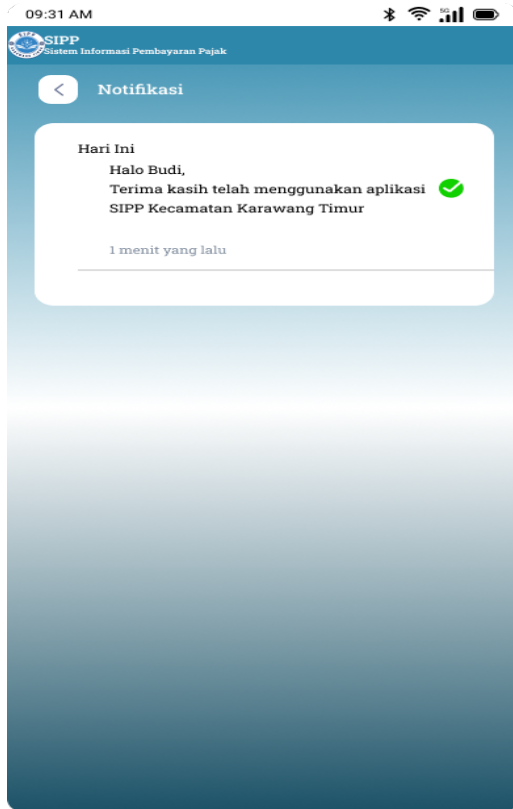 09:31 AM
5G
SIPP
Sistem Informasi Pembayaran Pajak
Notifikasi
Hari Ini
Halo Budi,
Terima kasih telah menggunakan aplikasi
SIPP Kecamatan Karawang Timur
1 menit yang lalu